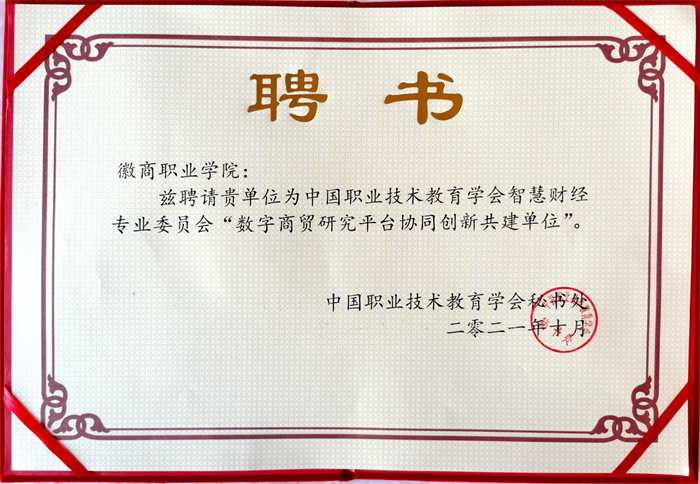 聘 书
徽商职业学院：
兹聘请贵单位为中国职业技术教育学会智慧财经
专业委员会“数字商贸研究平台协同创新共建单位”。
中国职业技术教育学会秘书处
二零二一年十月